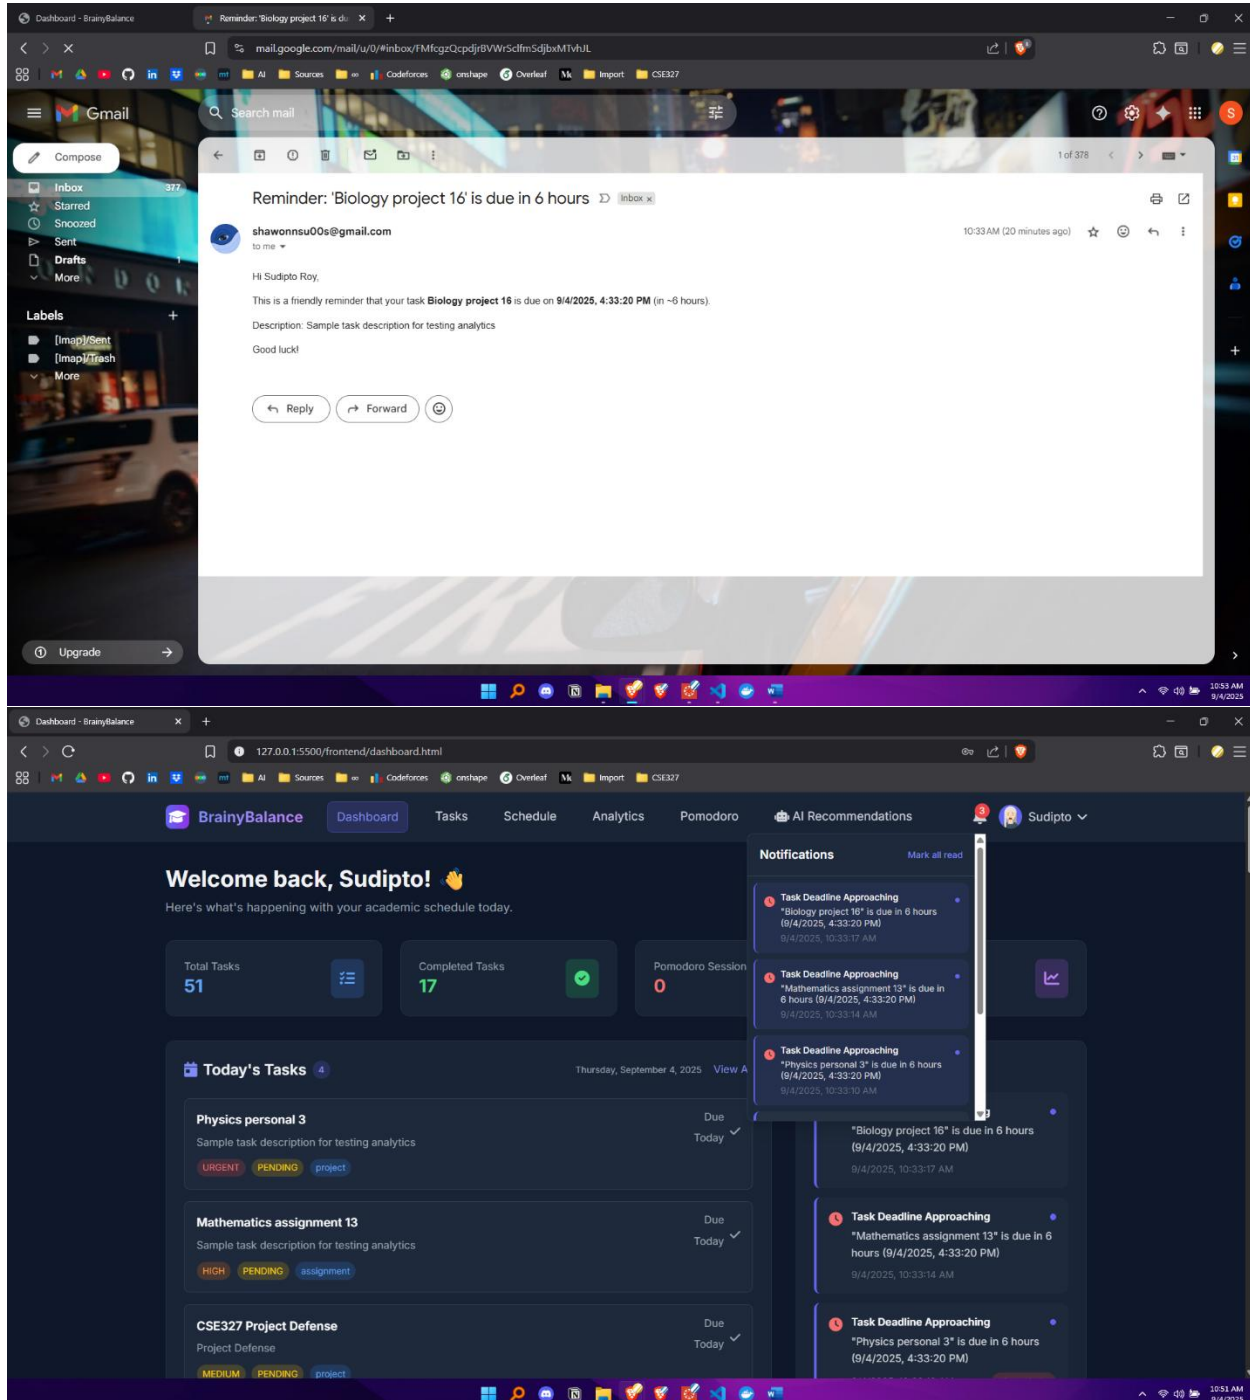 Dashboard - BrainyBalance
Reminder: 'Biology project 16' is du
mail.google.com/mail/u/0/#inbox/FMfcgzQcpdjrBVWrSclfmSdjbxMTvhJL
in
mt
AI
Sources
∞
Codeforces
onshape
Overleaf
Import
CSE327
Gmail
Search mail
S
Compose
1 of 378
Inbox 377
Starred
Snoozed
Sent
Drafts 1
More
Labels
[Imap]/Sent
[Imap]/Trash
More
Upgrade
Reminder: 'Biology project 16' is due in 6 hours Inbox x
shawonnsu00s@gmail.com 10:33 AM (20 minutes ago)
to me
Hi Sudipto Roy,
This is a friendly reminder that your task Biology project 16 is due on 9/4/2025, 4:33:20 PM (in ~6 hours).
Description: Sample task description for testing analytics
Good luck!
Reply Forward
10:53 AM
9/4/2025
Dashboard - BrainyBalance
127.0.0.1:5500/frontend/dashboard.html
in
mt
AI
Sources
∞
Codeforces
onshape
Overleaf
Import
CSE327
BrainyBalance Dashboard Tasks Schedule Analytics Pomodoro AI Recommendations 3 Sudipto
Welcome back, Sudipto!
Here's what's happening with your academic schedule today.
Total Tasks
51
Completed Tasks
17
Pomodoro Session
0
Notifications Mark all read
Task Deadline Approaching
"Biology project 16" is due in 6 hours
(9/4/2025, 4:33:20 PM)
9/4/2025, 10:33:17 AM
Task Deadline Approaching
"Mathematics assignment 13" is due in
6 hours (9/4/2025, 4:33:20 PM)
9/4/2025, 10:33:14 AM
Task Deadline Approaching
"Physics personal 3" is due in 6 hours
(9/4/2025, 4:33:20 PM)
9/4/2025, 10:33:10 AM
Today's Tasks 4 Thursday, September 4, 2025 View A
Physics personal 3
Sample task description for testing analytics
URGENT PENDING project
Due
Today
Mathematics assignment 13
Sample task description for testing analytics
HIGH PENDING assignment
Due
Today
CSE327 Project Defense
Project Defense
MEDIUM PENDING project
Due
Today
"Biology project 16" is due in 6 hours
(9/4/2025, 4:33:20 PM)
9/4/2025, 10:33:17 AM
Task Deadline Approaching
"Mathematics assignment 13" is due in 6
hours (9/4/2025, 4:33:20 PM)
9/4/2025, 10:33:14 AM
Task Deadline Approaching
"Physics personal 3" is due in 6 hours
(9/4/2025, 4:33:20 PM)
10:51 AM
9/4/2025